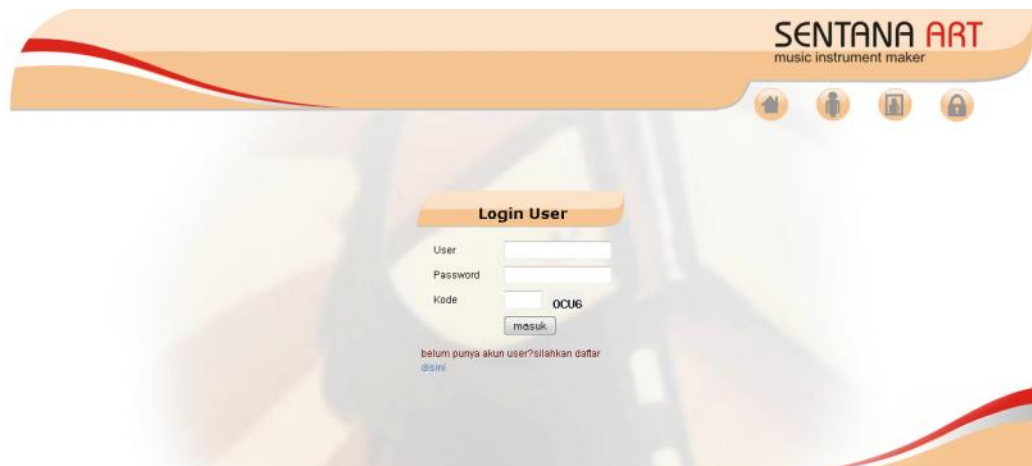 SENTANA ART
music instrument maker
Login User
User
Password
Kode OCU6
masuk
belum punya akun user?silahkan daftar
disini